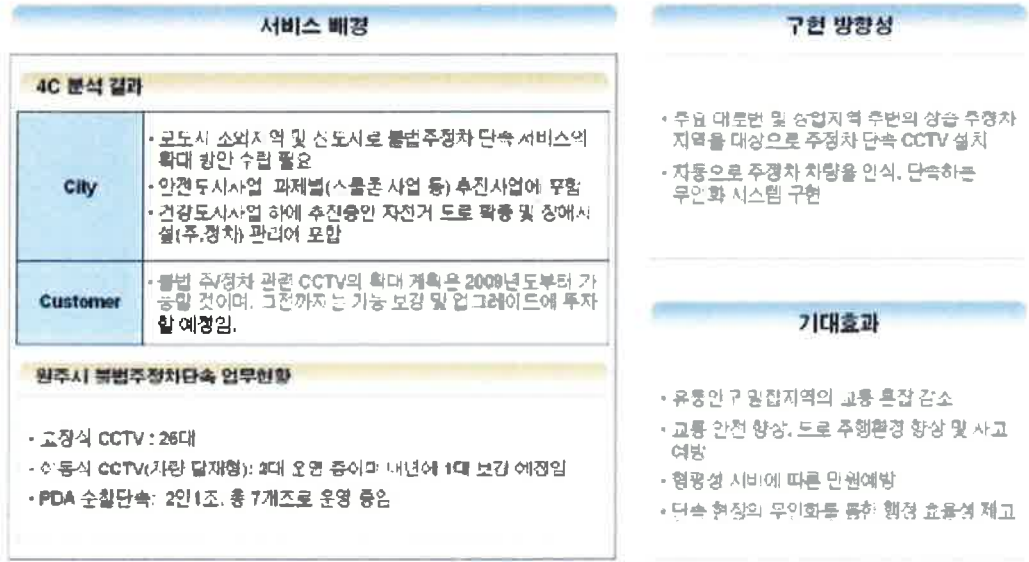 서비스 배경
4C 분석 결과
City
· 구도시 소외지역 및 신도시로 불법주정차 단속 서비스의
확대 방안 수립 필요
· 안전도시사업 과제별(스쿨존 사업 등) 추진사업에 포함
· 건강도시사업 하에 추진중인 자전거 도로 확충 및 장애시
설(주,정차) 관리에 포함
Customer
· 불법 주/정차 관련 CCTV의 확대 계획은 2009년도부터 가
능할 것이며, 그전까지는 기능 보강 및 업그레이드에 투자
할 예정임.
원주시 불법주정차단속 업무현황
· 고정식 CCTV : 26대
· 이동식 CCTV(차량 탑재형): 2대 운영 중이며 내년에 1대 보강 예정임
· PDA 순찰단속: 2인1조, 총 7개조로 운영 중임
구현 방향성
· 주요 대로변 및 상업지역 주변의 상습 주정차
지역을 대상으로 주정차 단속 CCTV 설치
· 자동으로 주정차 차량을 인식, 단속하는
무인화 시스템 구현
기대효과
· 유동인구 밀집지역의 교통 혼잡 감소
· 교통 안전 향상, 도로 주행환경 향상 및 사고
예방
· 형평성 시비에 따른 민원예방
· 단속 현장의 무인화를 통한 행정 효율성 제고